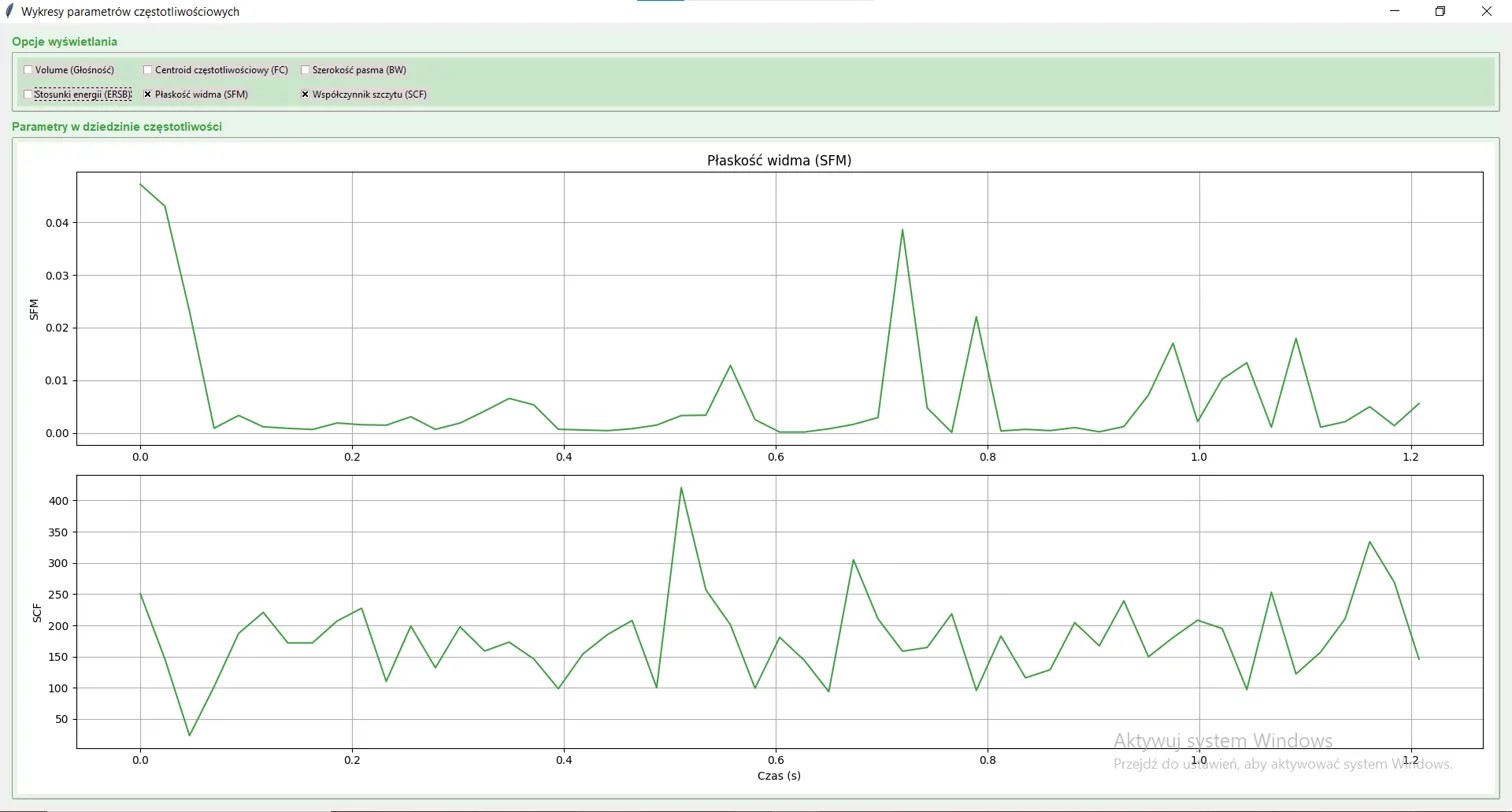 Wykresy parametrów częstotliwościowych
Opcje wyświetlania
Volume (Głośność) Centroid częstotliwościowy (FC) Szerokość pasma (BW)
Stosunki energii (ERSB) Płaskość widma (SFM) Współczynnik szczytu (SCF)
Parametry w dziedzinie częstotliwości
Płaskość widma (SFM)
0.04
0.03
SFM
0.02
0.01
0.00
0.0 0.2 0.4 0.6 0.8 1.0 1.2
400
350
300
250
SCF
200
150
100
50
Aktywuj system Windows
0.0 0.2 0.4 0.6 0.8 1.0 1.2
Przejdź do ustawień, aby aktywować system Windows.
Czas (s)